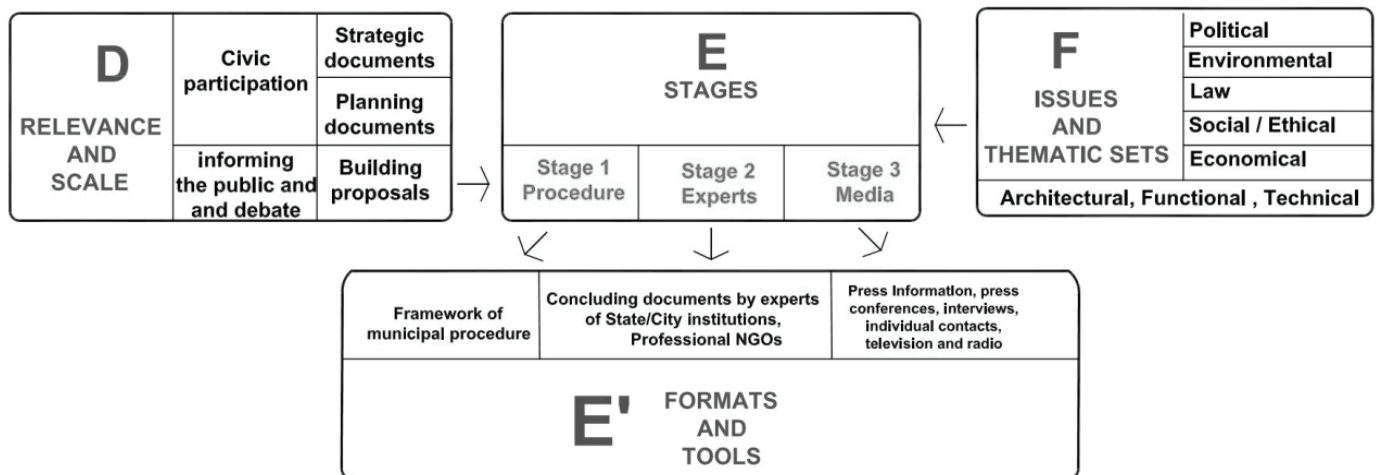 D
RELEVANCE
AND
SCALE
Civic
participation
informing
the public and
and debate
Strategic
documents
Planning
documents
Building
proposals
E
STAGES
Stage 1
Procedure
Stage 2
Experts
Stage 3
Media
F
ISSUES
AND
THEMATIC SETS
Political
Environmental
Law
Social / Ethical
Economical
Architectural, Functional , Technical
Framework of
municipal procedure
Concluding documents by experts
of State/City institutions,
Professional NGOs
Press Information, press
conferences, interviews,
individual contacts,
television and radio
E'
FORMATS
AND
TOOLS